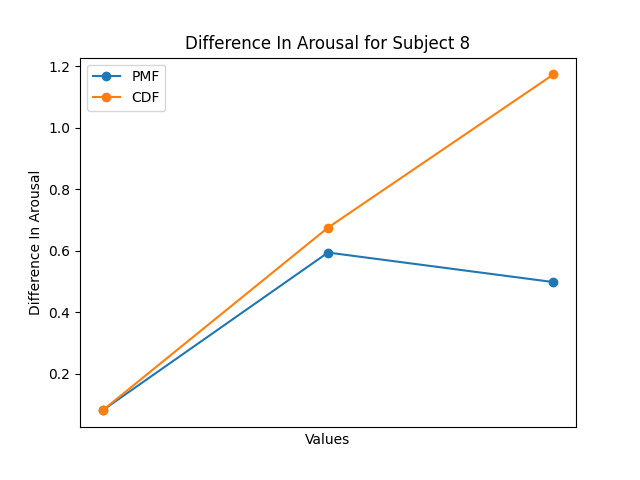 Difference In Arousal for Subject 8
PMF
CDF
1.2
1.0
0.8
0.6
0.4
0.2
Difference In Arousal
Values